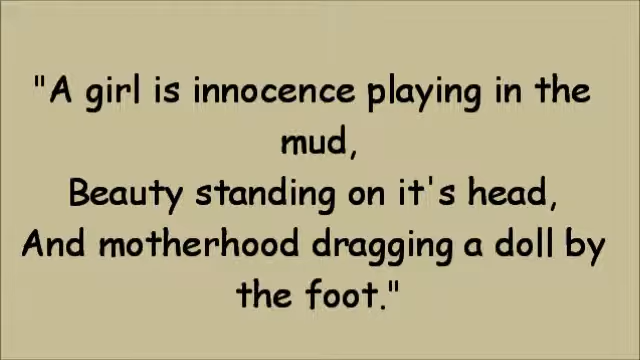 "A girl is innocence playing in the
mud,
Beauty standing on it's head,
And motherhood dragging a doll by
the foot."